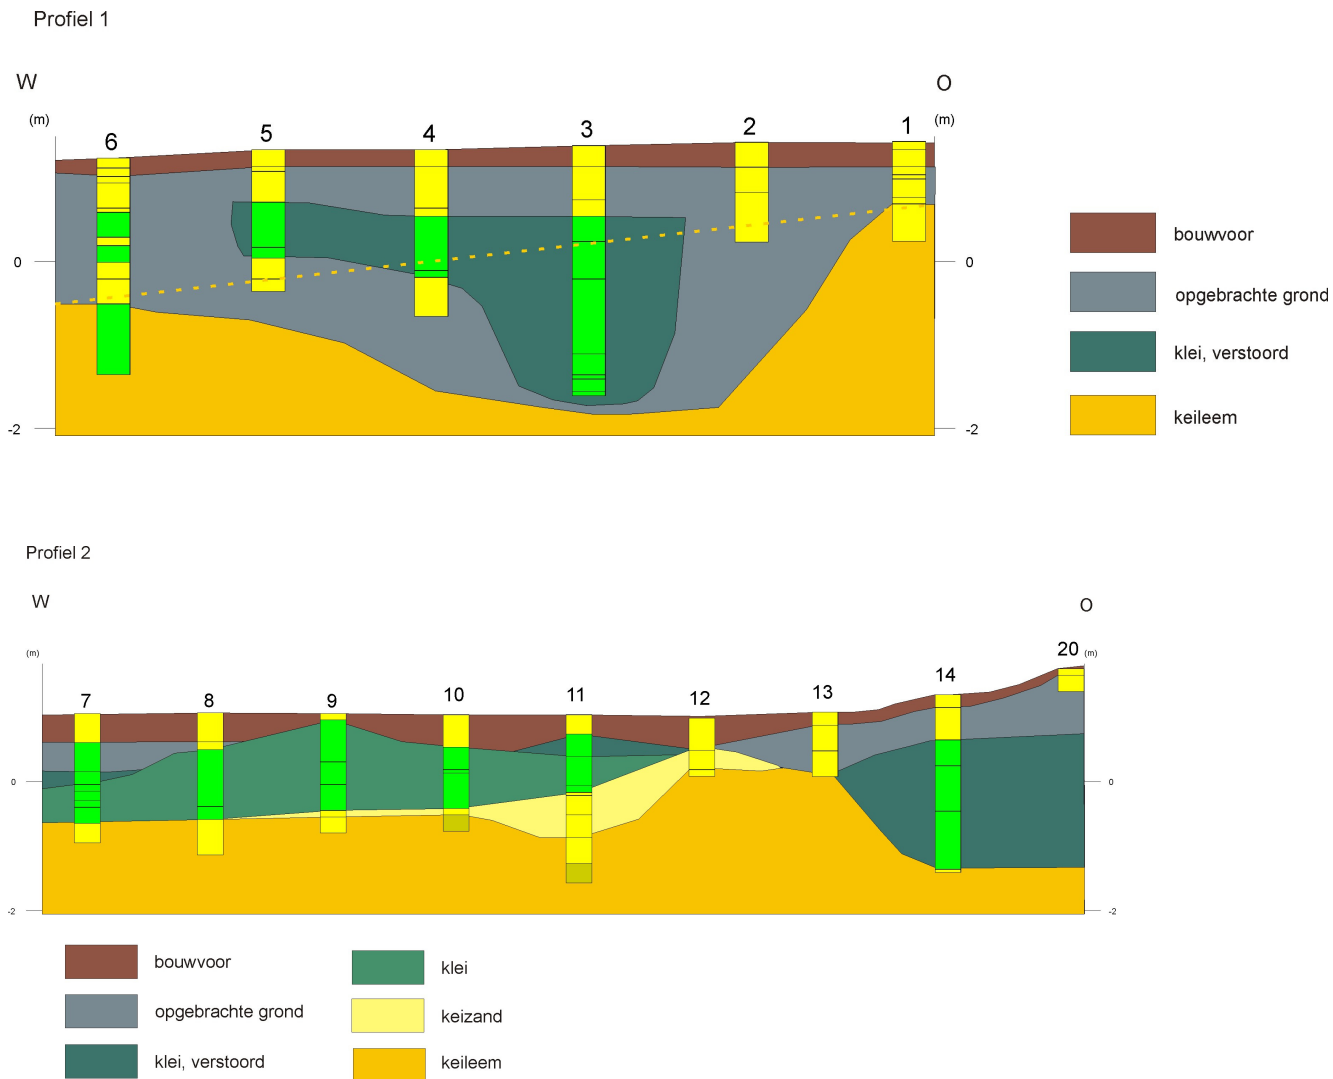 Profiel 1
W O
(m) (m)
6 5 4 3 2 1
0 0
-2 -2
bouwvoor
opgebrachte grond
klei, verstoord
keileem
Profiel 2
W O
(m) (m)
7 8 9 10 11 12 13 14 20
0 0
-2 -2
bouwvoor
opgebrachte grond
klei, verstoord
klei
keizand
keileem